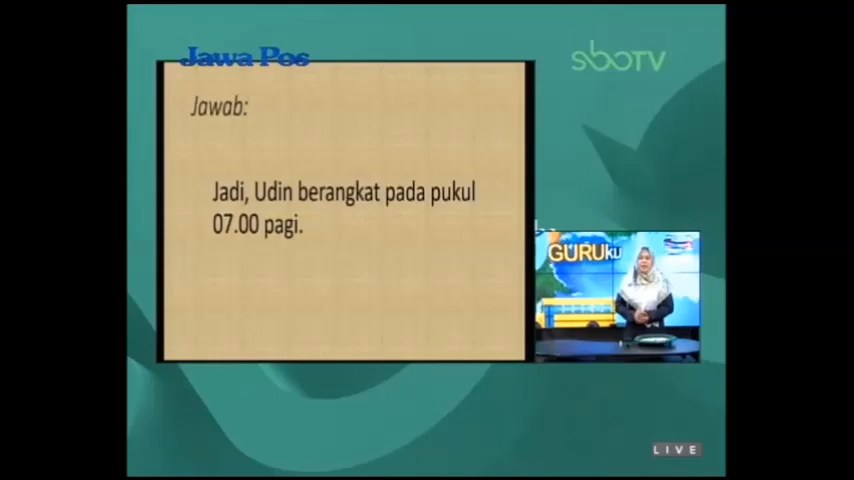 Jawa Pos
sboTV
Jawab:
Jadi, Udin berangkat pada pukul
07.00 pagi.
GURUku
LIVE